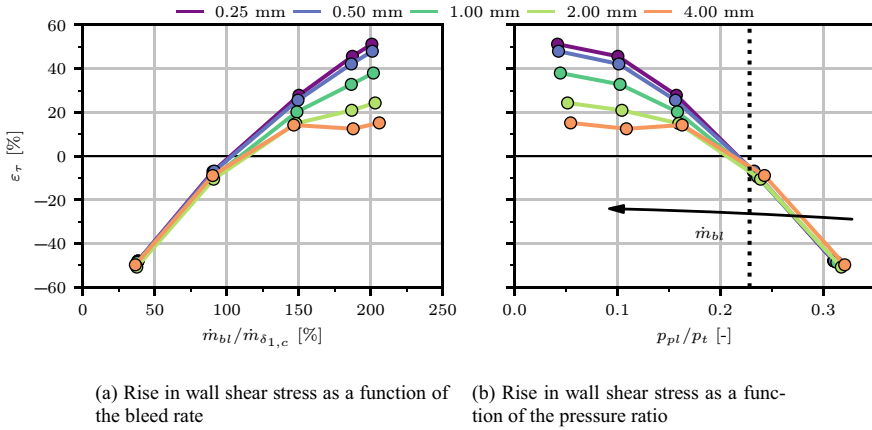 0.25 mm 0.50 mm 1.00 mm 2.00 mm 4.00 mm
60
40
20
0
−20
−40
−60
ε_τ [%]
0 50 100 150 200 250
ṁ_bl/ṁ_δ₁,c [%]
ṁ_bl
0.0 0.1 0.2 0.3
p_pl/p_t [-]
(a) Rise in wall shear stress as a function of
the bleed rate
(b) Rise in wall shear stress as a func-
tion of the pressure ratio